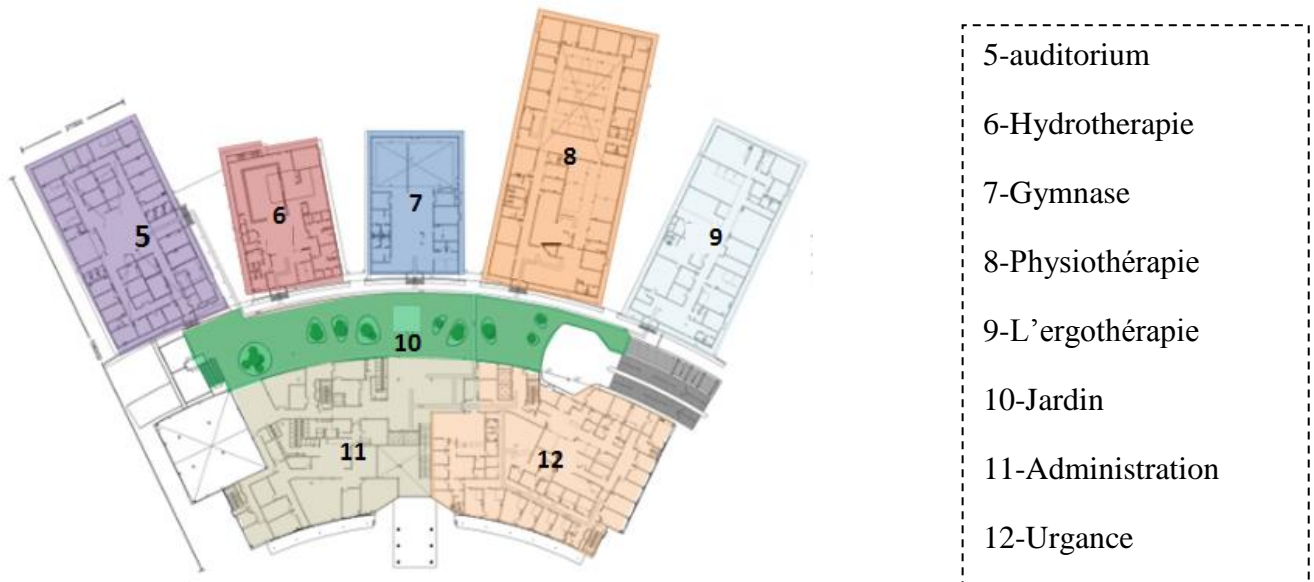 5
6
7
8
9
10
11
12
5-auditorium
6-Hydrotherapie
7-Gymnase
8-Physiothérapie
9-L’ergothérapie
10-Jardin
11-Administration
12-Urgance